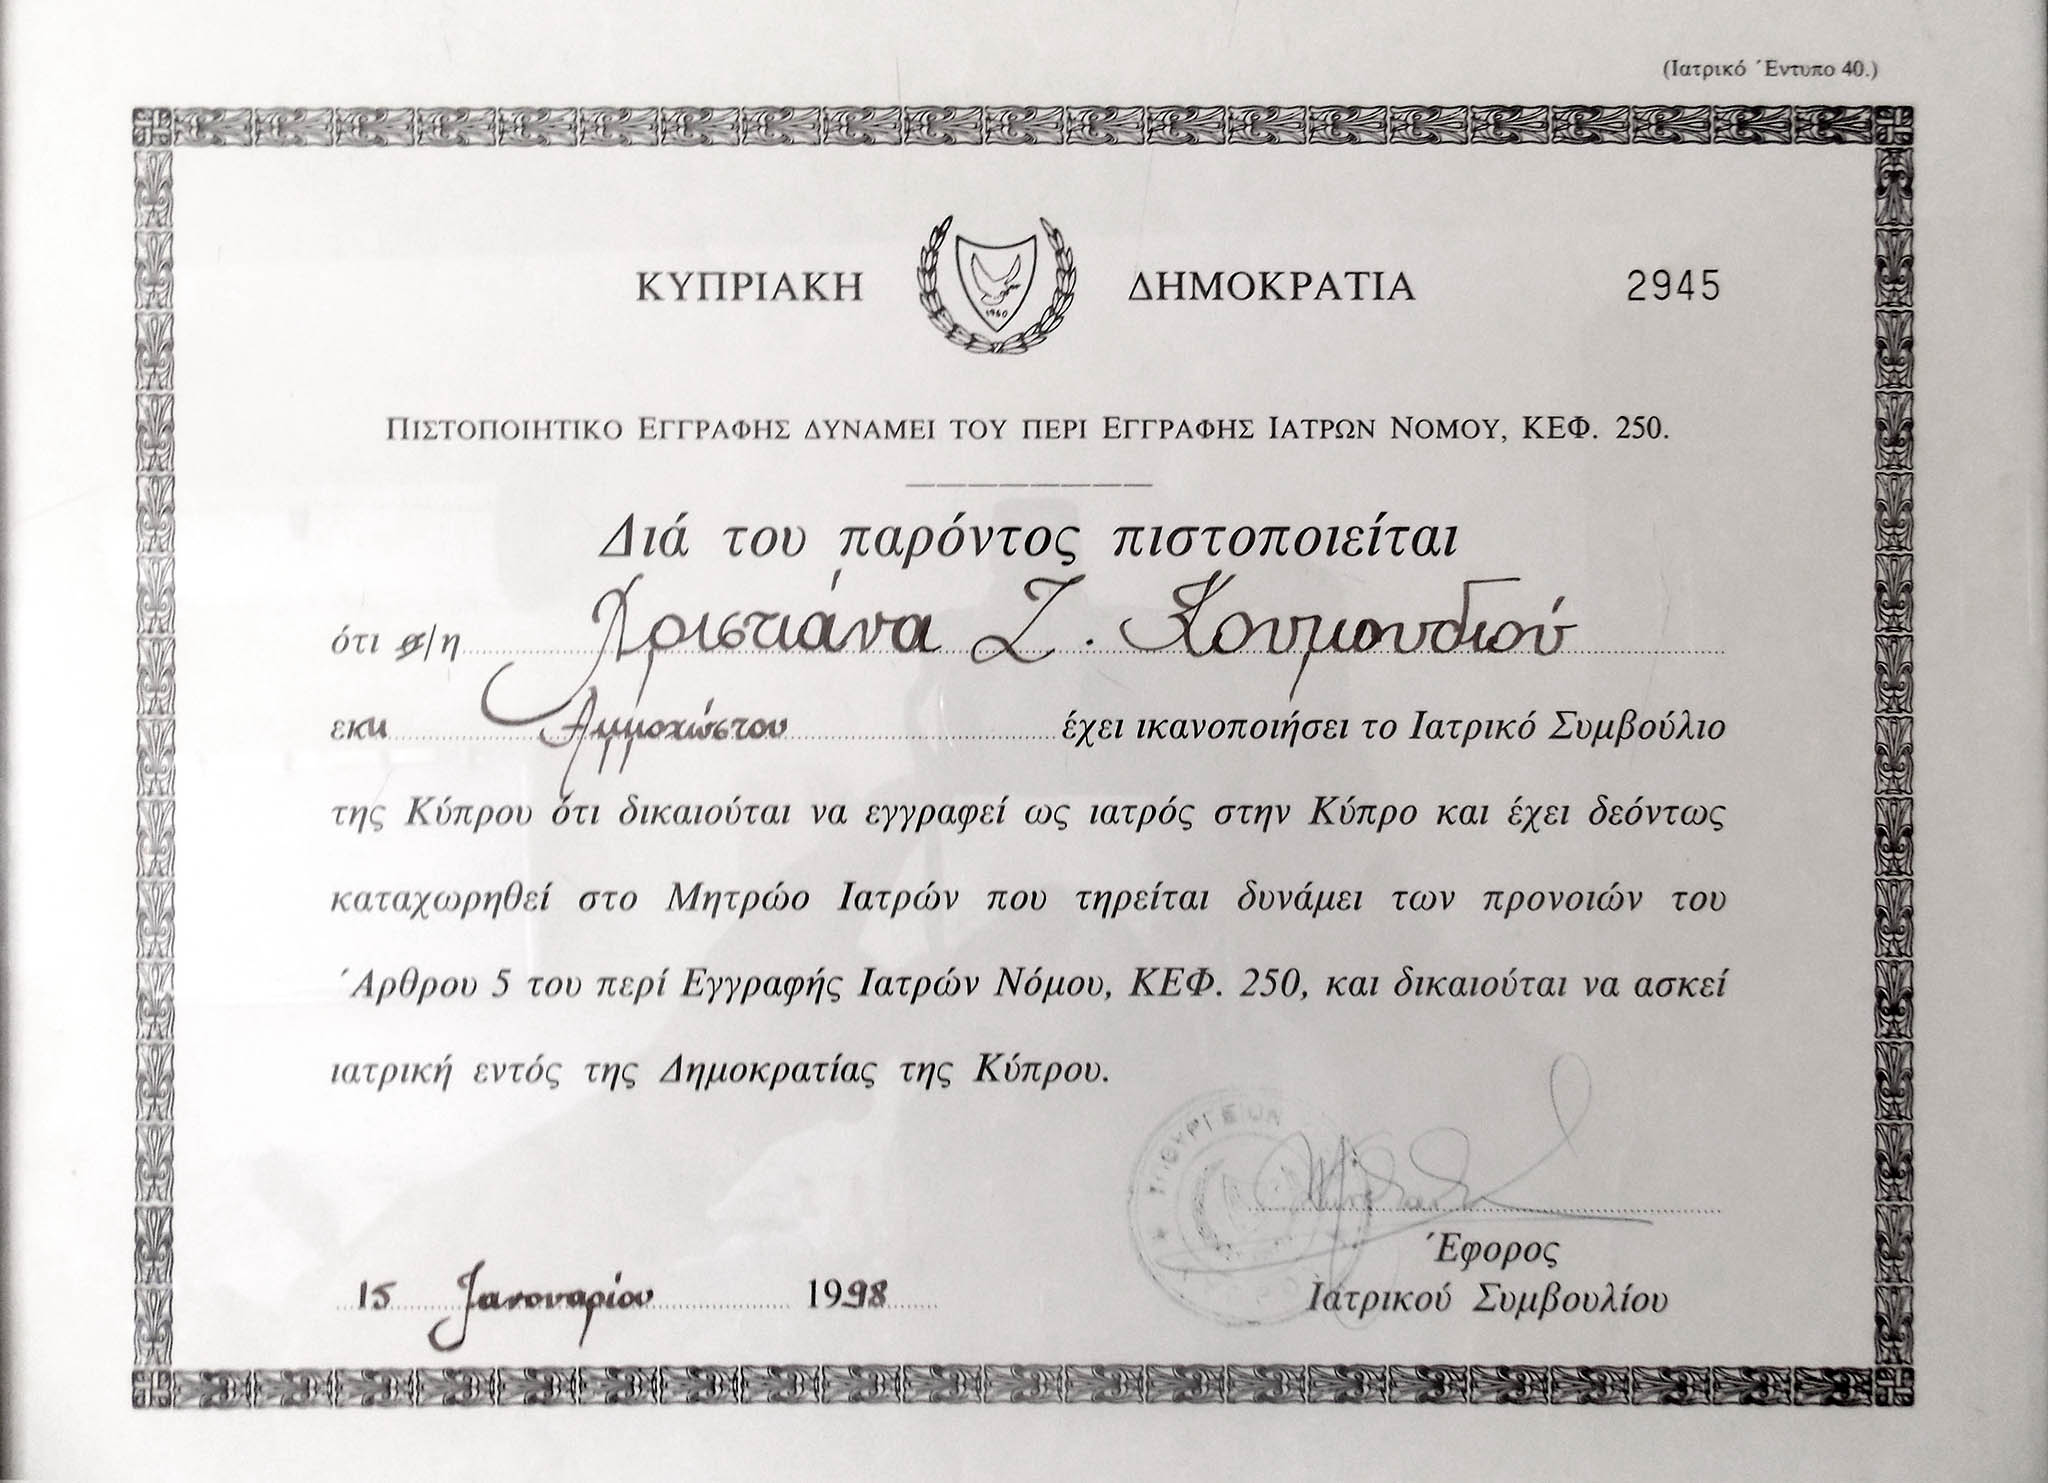 (Ιατρικό Έντυπο 40.)
ΚΥΠΡΙΑΚΗ ΔΗΜΟΚΡΑΤΙΑ 2945
1960
ΠΙΣΤΟΠΟΙΗΤΙΚΟ ΕΓΓΡΑΦΗΣ ΔΥΝΑΜΕΙ ΤΟΥ ΠΕΡΙ ΕΓΓΡΑΦΗΣ ΙΑΤΡΩΝ ΝΟΜΟΥ, ΚΕΦ. 250.
Διά του παρόντος πιστοποιείται
ότι ο/η Χριστιάνα Ζ. Κουμουδιού
εκ Αμμοχώστου έχει ικανοποιήσει το Ιατρικό Συμβούλιο
της Κύπρου ότι δικαιούται να εγγραφεί ως ιατρός στην Κύπρο και έχει δεόντως
καταχωρηθεί στο Μητρώο Ιατρών που τηρείται δυνάμει των προνοιών του
Άρθρου 5 του περί Εγγραφής Ιατρών Νόμου, ΚΕΦ. 250, και δικαιούται να ασκεί
ιατρική εντός της Δημοκρατίας της Κύπρου.
Έφορος
Ιατρικού Συμβουλίου
15 Ιανουαρίου 1998